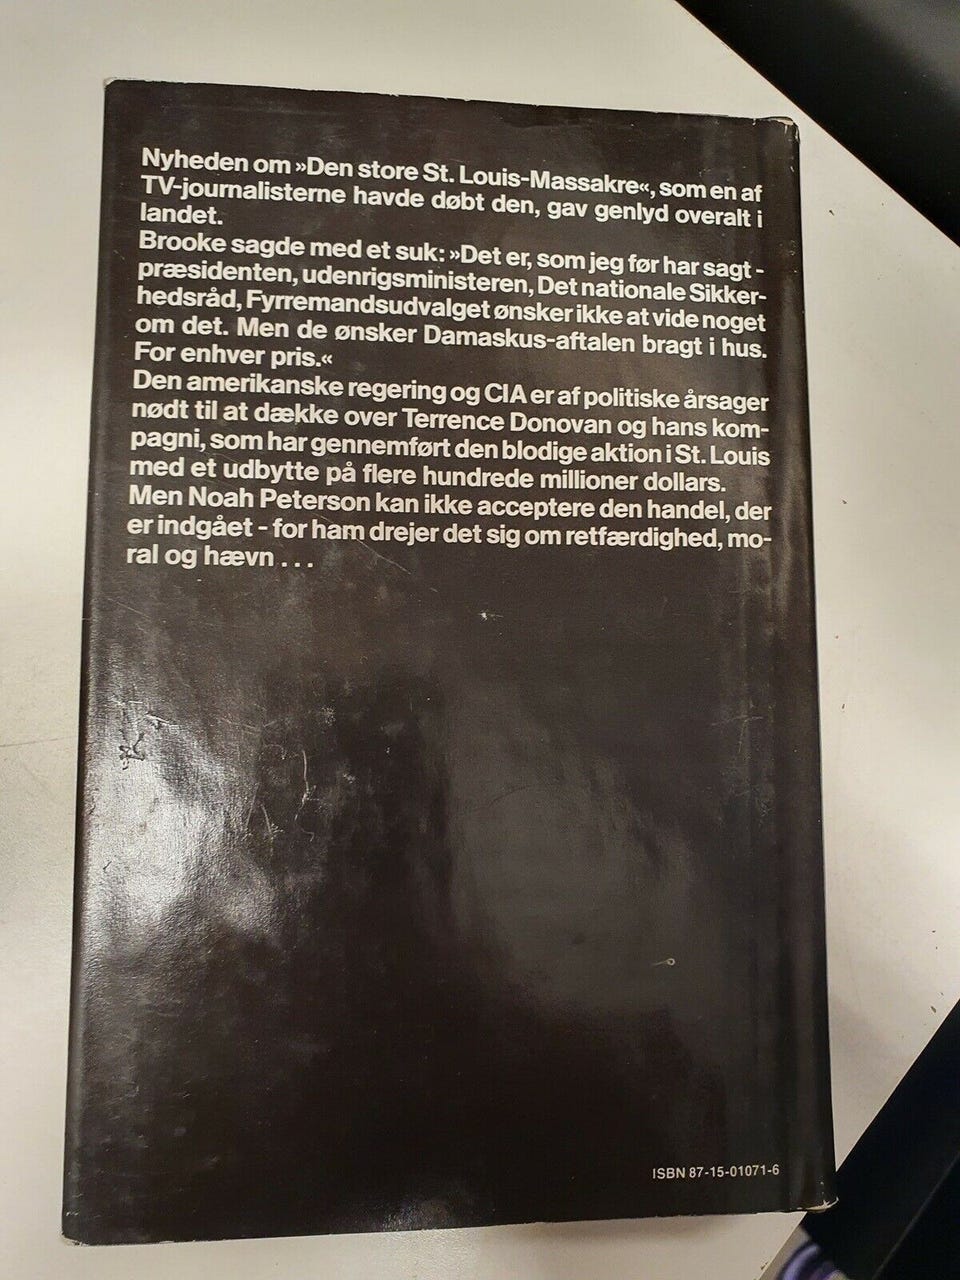 Nyheden om »Den store St. Louis-Massakre«, som en af
TV-journalisterne havde døbt den, gav genlyd overalt i
landet.
Brooke sagde med et suk: »Det er, som jeg før har sagt -
præsidenten, udenrigsministeren, Det nationale Sikker-
hedsråd, Fyrremandsudvalget ønsker ikke at vide noget
om det. Men de ønsker Damaskus-aftalen bragt i hus.
For enhver pris.«
Den amerikanske regering og CIA er af politiske årsager
nødt til at dække over Terrence Donovan og hans kom-
pagni, som har gennemført den blodige aktion i St. Louis
med et udbytte på flere hundrede millioner dollars.
Men Noah Peterson kan ikke acceptere den handel, der
er indgået - for ham drejer det sig om retfærdighed, mo-
ral og hævn . . .
ISBN 87-15-01071-6